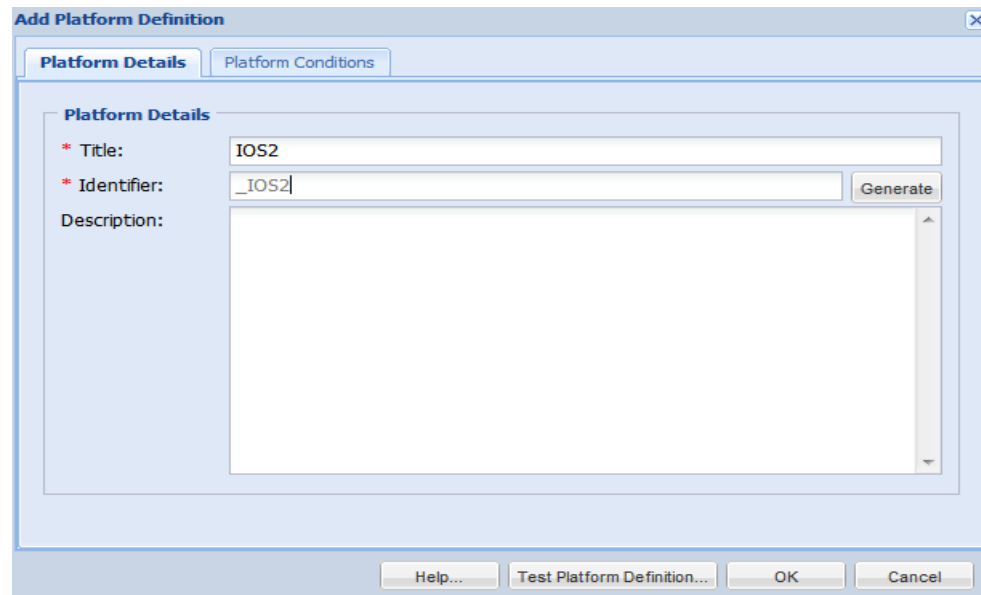 Add Platform Definition
Platform Details
Platform Conditions
Platform Details
* Title:
IOS2
* Identifier:
_IOS2
Generate
Description:
Help...
Test Platform Definition...
OK
Cancel